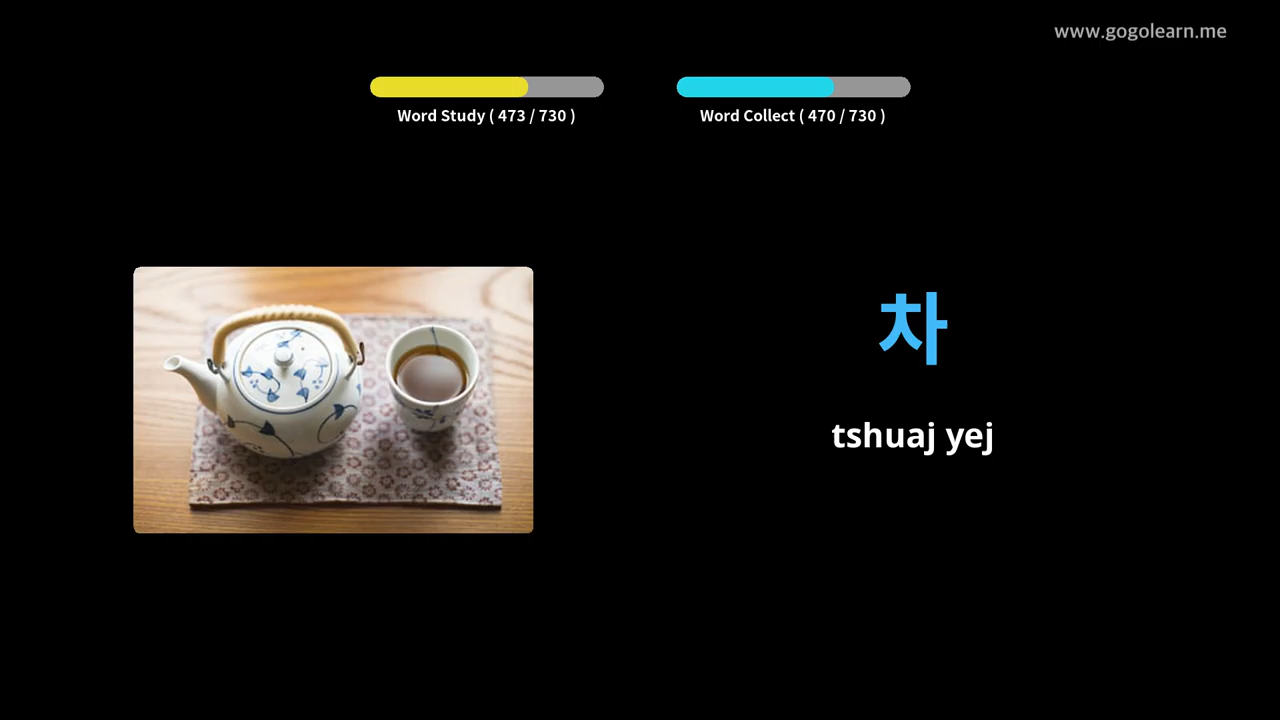 www.gogolearn.me
Word Study ( 473 / 730 )
Word Collect ( 470 / 730 )
차
tshuaj yej